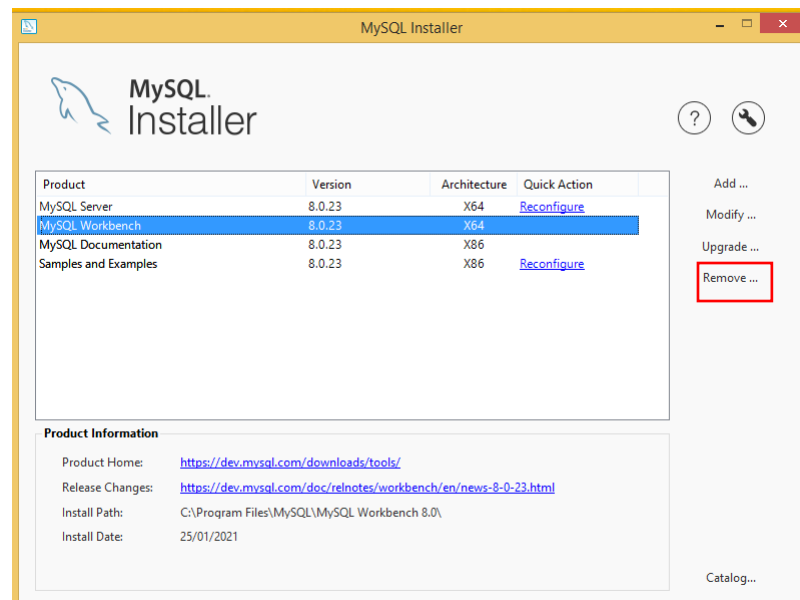 MySQL Installer
MySQL.
Installer
?
Product Version Architecture Quick Action
MySQL Server 8.0.23 X64 Reconfigure
MySQL Workbench 8.0.23 X64
MySQL Documentation 8.0.23 X86
Samples and Examples 8.0.23 X86 Reconfigure
Add ...
Modify ...
Upgrade ...
Remove ...
Product Information
Product Home: https://dev.mysql.com/downloads/tools/
Release Changes: https://dev.mysql.com/doc/relnotes/workbench/en/news-8-0-23.html
Install Path: C:\Program Files\MySQL\MySQL Workbench 8.0\
Install Date: 25/01/2021
Catalog...